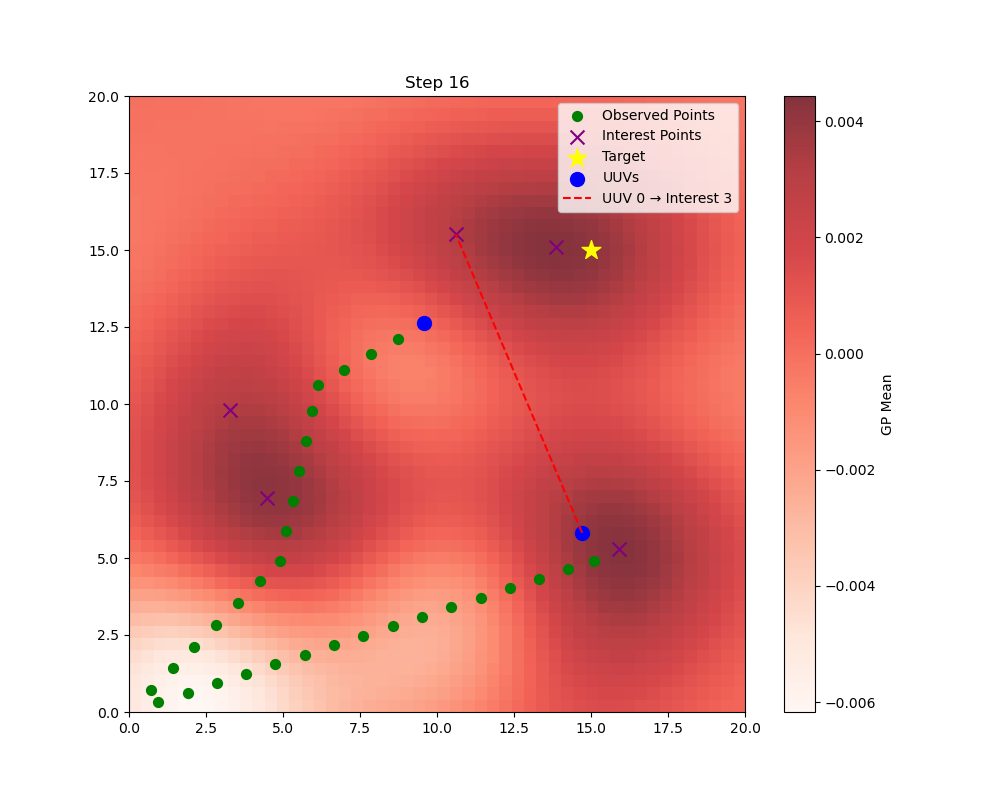 Step 16
20.0
17.5
15.0
12.5
10.0
7.5
5.0
2.5
0.0
0.0 2.5 5.0 7.5 10.0 12.5 15.0 17.5 20.0
Observed Points
Interest Points
Target
UUVs
UUV 0 → Interest 3
0.004
0.002
0.000
−0.002
−0.004
−0.006
GP Mean